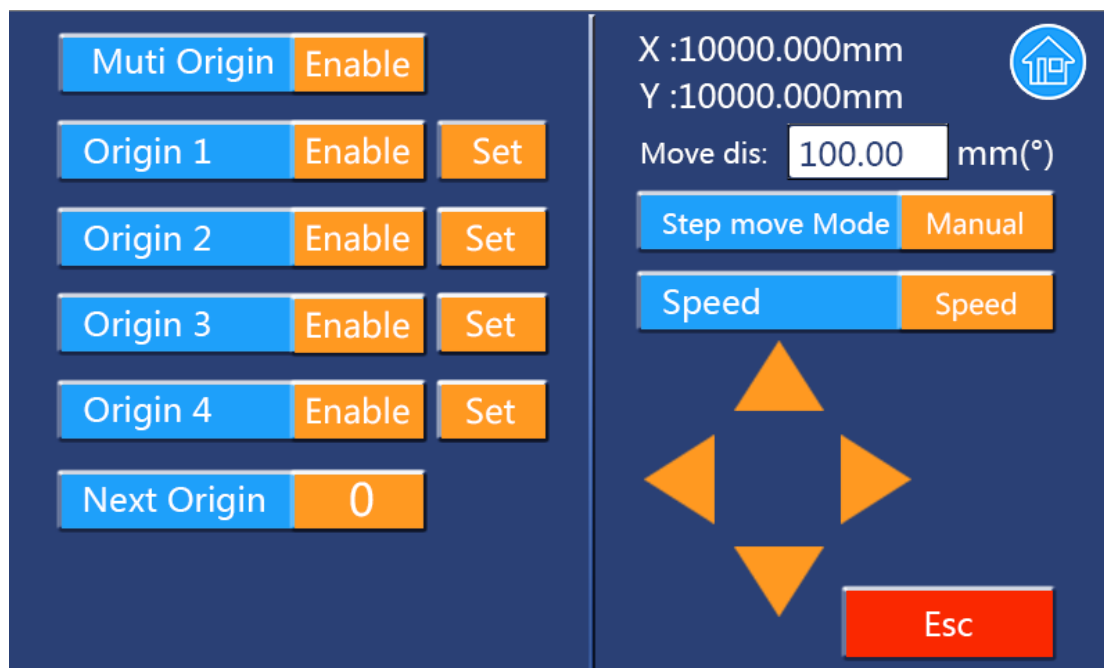 Muti Origin Enable
Origin 1 Enable Set
Origin 2 Enable Set
Origin 3 Enable Set
Origin 4 Enable Set
Next Origin 0
X :10000.000mm
Y :10000.000mm
Move dis: 100.00 mm(°)
Step move Mode Manual
Speed Speed
Esc